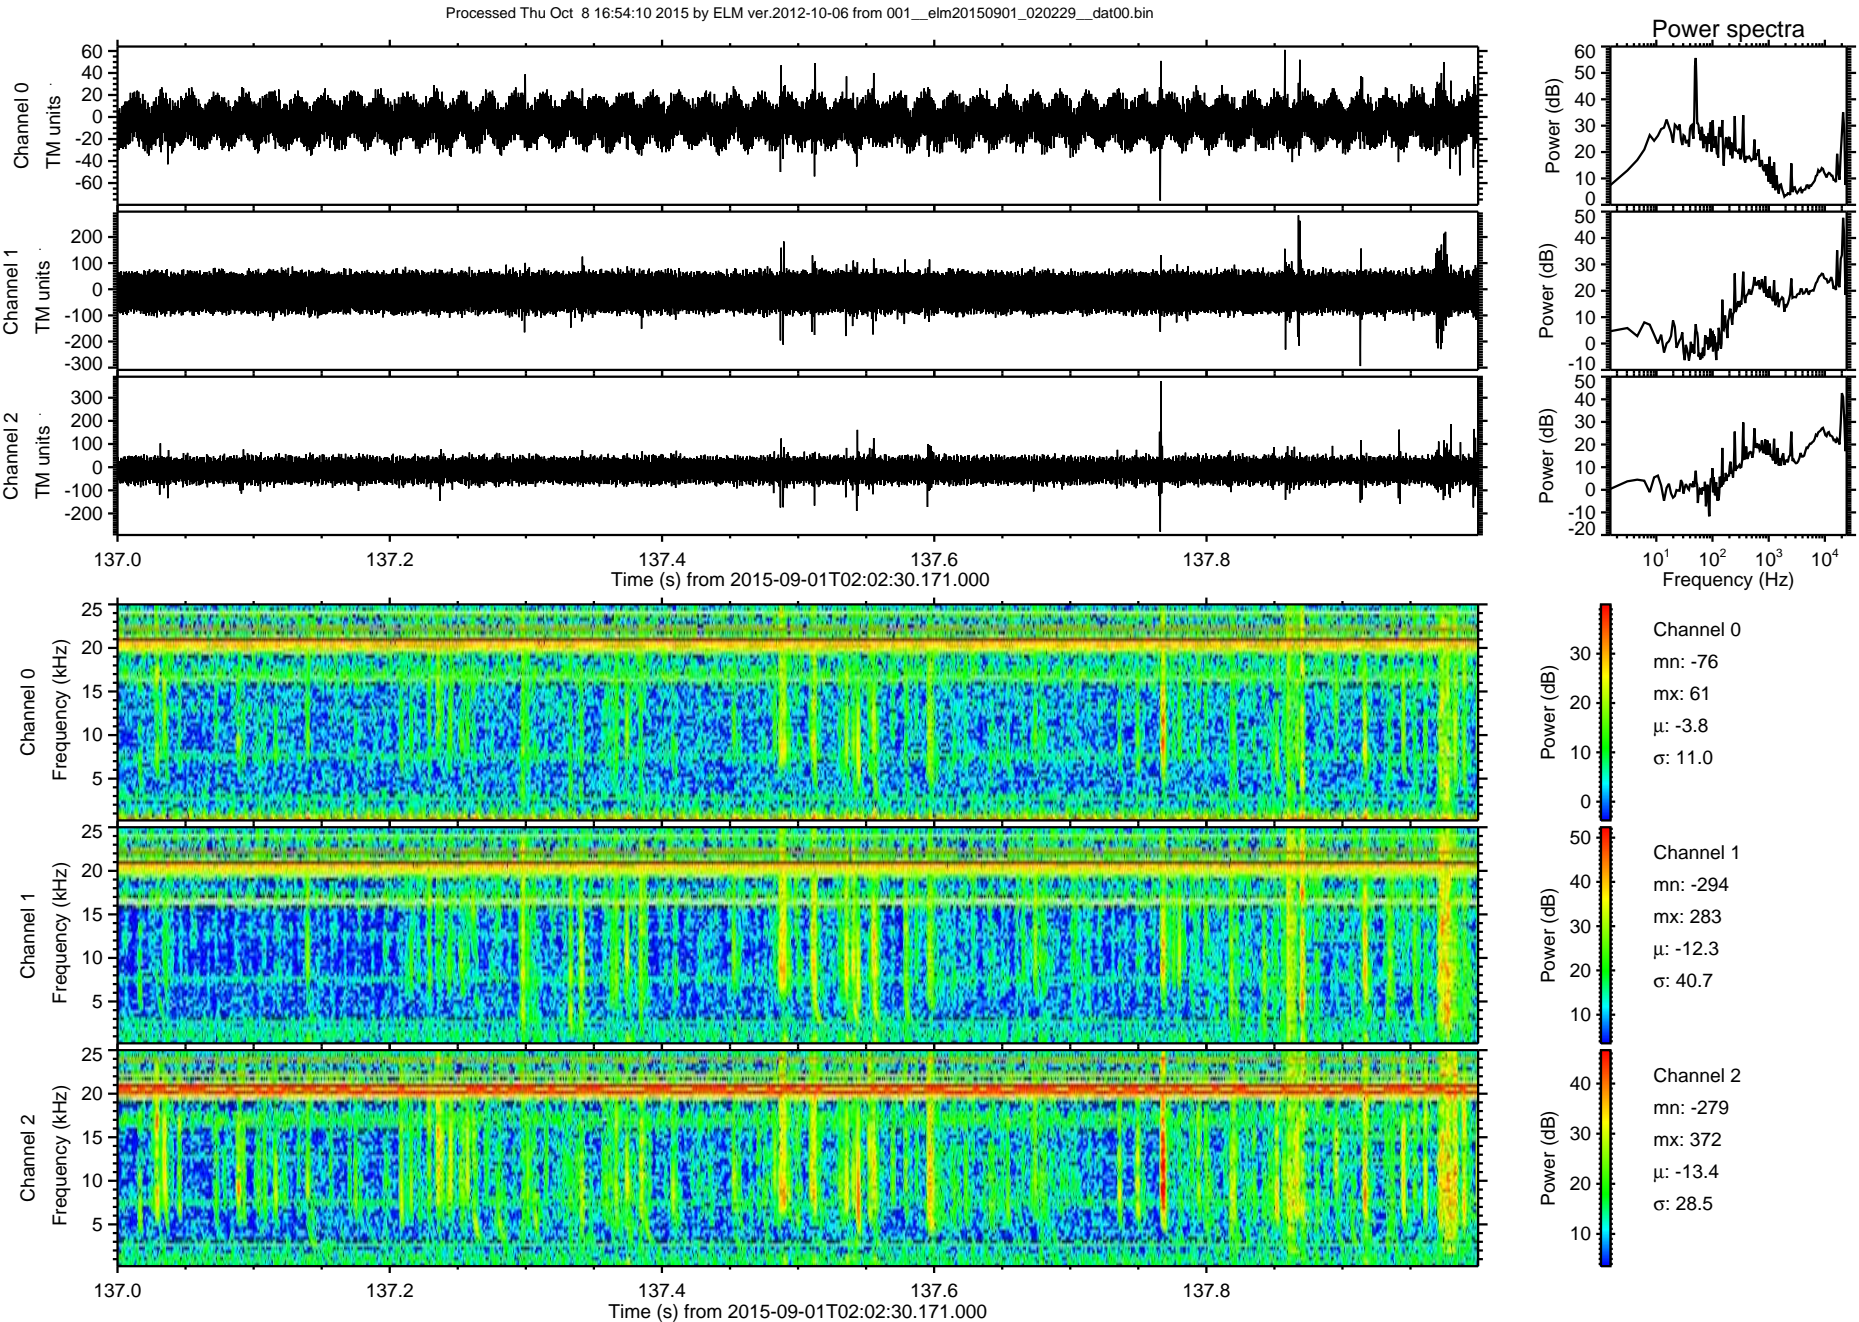 Processed Thu Oct  8 16:54:10 2015 by ELM ver.2012-10-06 from 001__elm20150901_020229__dat00.bin
Power spectra
Channel 0
TM units
60
40
20
0
-20
-40
-60
Power (dB)
60
50
40
30
20
10
0
Channel 1
TM units
200
100
0
-100
-200
-300
Power (dB)
50
40
30
20
10
0
-10
Channel 2
TM units
300
200
100
0
-100
-200
Power (dB)
50
40
30
20
10
0
-10
-20
137.0 137.2 137.4 137.6 137.8
Time (s) from 2015-09-01T02:02:30.171.000
10¹ 10² 10³ 10⁴
Frequency (Hz)
Channel 0
Frequency (kHz)
25
20
15
10
5
Power (dB)
30
20
10
0
Channel 0
mn: -76
mx: 61
μ: -3.8
σ: 11.0
Channel 1
Frequency (kHz)
25
20
15
10
5
Power (dB)
50
40
30
20
10
Channel 1
mn: -294
mx: 283
μ: -12.3
σ: 40.7
Channel 2
Frequency (kHz)
25
20
15
10
5
Power (dB)
40
30
20
10
Channel 2
mn: -279
mx: 372
μ: -13.4
σ: 28.5
137.0 137.2 137.4 137.6 137.8
Time (s) from 2015-09-01T02:02:30.171.000